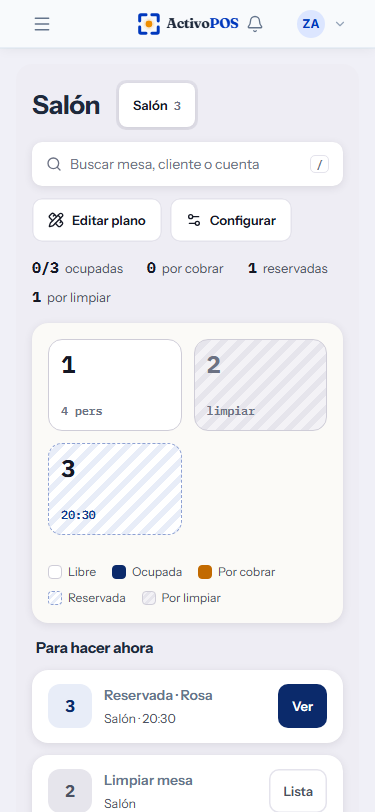 ActivoPOS
ZA
Salón
Salón 3
Buscar mesa, cliente o cuenta /
Editar plano
Configurar
0/3 ocupadas 0 por cobrar 1 reservadas
1 por limpiar
1
4 pers
2
limpiar
3
20:30
Libre Ocupada Por cobrar
Reservada Por limpiar
Para hacer ahora
3
Reservada · Rosa
Salón · 20:30
Ver
2
Limpiar mesa
Salón
Lista